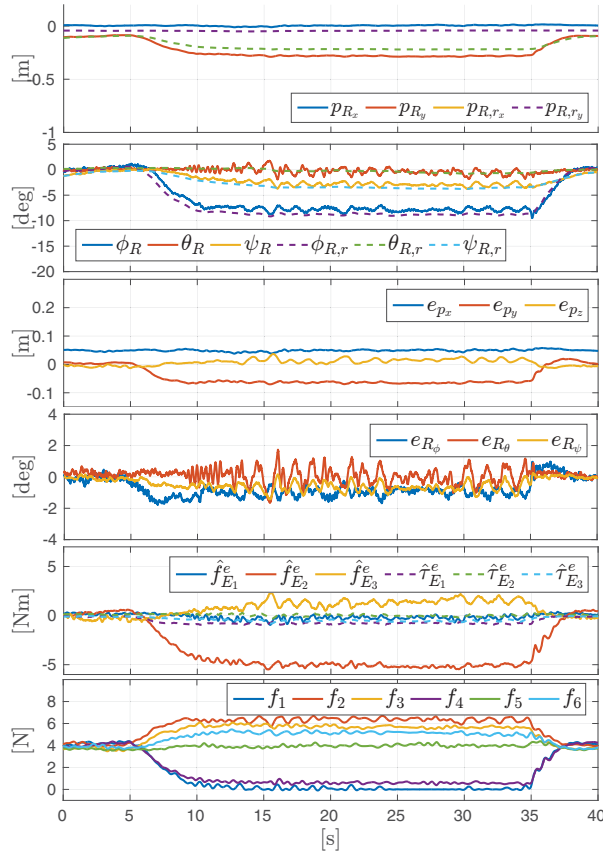 0
-0.5
-1
[m]
p_{R_x} p_{R_y} p_{R,r_x} p_{R,r_y}
5
0
-5
-10
-15
-20
[deg]
ϕ_R θ_R ψ_R ϕ_{R,r} θ_{R,r} ψ_{R,r}
0.2
0.1
0
-0.1
[m]
e_{p_x} e_{p_y} e_{p_z}
4
2
0
-2
-4
[deg]
e_{R_ϕ} e_{R_θ} e_{R_ψ}
5
0
-5
[Nm]
f̂^e_{E_1} f̂^e_{E_2} f̂^e_{E_3} τ̂^e_{E_1} τ̂^e_{E_2} τ̂^e_{E_3}
8
6
4
2
0
[N]
f_1 f_2 f_3 f_4 f_5 f_6
0 5 10 15 20 25 30 35 40
[s]